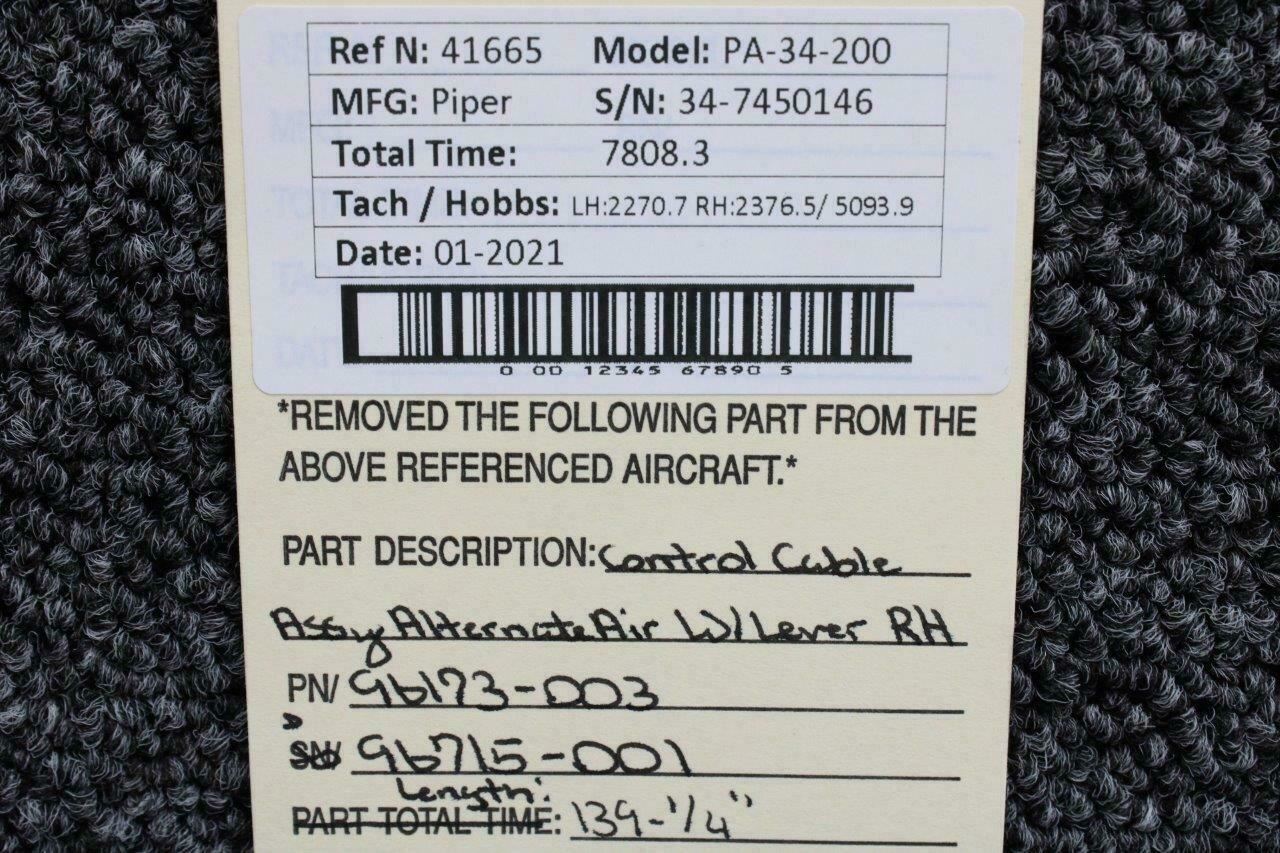 Ref N: 41665 Model: PA-34-200
MFG: Piper S/N: 34-7450146
Total Time: 7808.3
Tach / Hobbs: LH:2270.7 RH:2376.5/ 5093.9
Date: 01-2021
0 00 12345 67890 5
*REMOVED THE FOLLOWING PART FROM THE
ABOVE REFERENCED AIRCRAFT.*
PART DESCRIPTION: Control Cable
Assy Alternate Air W/Lever RH
PN/ 96173-003
96715-001
Length:
PART TOTAL TIME: 139-1/4"